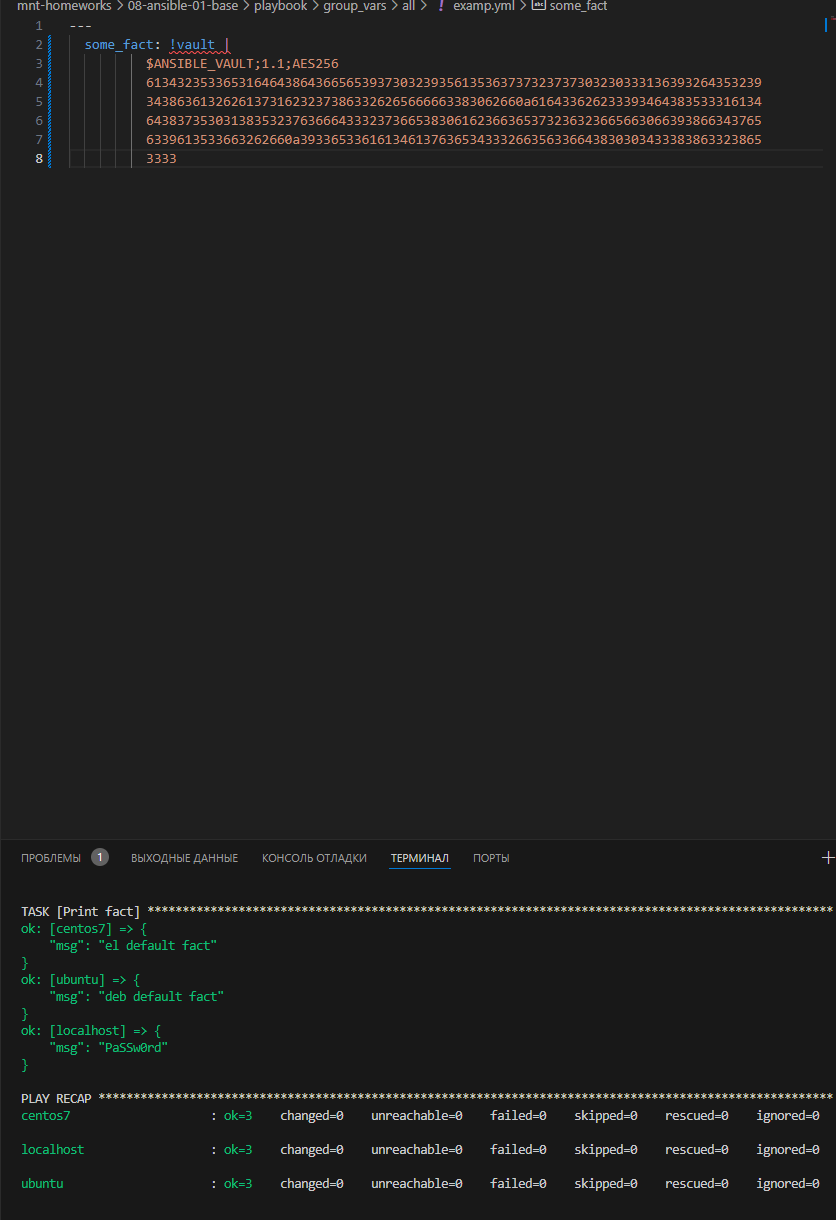 mnt-homeworks > 08-ansible-01-base > playbook > group_vars > all > ! examp.yml > abc some_fact
1 ---
2 some_fact: !vault |
3 $ANSIBLE_VAULT;1.1;AES256
4 61343235336531646438643665653937303239356135363737323737303230333136393264353239
5 3438636132626137316232373863326265666663383062660a616433626233393464383533316134
6 64383735303138353237636664333237366538306162366365373236323665663066393866343765
7 6339613533663262660a393365336161346137636534333266356336643830303433383863323865
8 3333
ПРОБЛЕМЫ 1 ВЫХОДНЫЕ ДАННЫЕ КОНСОЛЬ ОТЛАДКИ ТЕРМИНАЛ ПОРТЫ
TASK [Print fact] **************************************************************************************************
ok: [centos7] => {
"msg": "el default fact"
}
ok: [ubuntu] => {
"msg": "deb default fact"
}
ok: [localhost] => {
"msg": "PaSSw0rd"
}
PLAY RECAP *********************************************************************************************************
centos7 : ok=3 changed=0 unreachable=0 failed=0 skipped=0 rescued=0 ignored=0
localhost : ok=3 changed=0 unreachable=0 failed=0 skipped=0 rescued=0 ignored=0
ubuntu : ok=3 changed=0 unreachable=0 failed=0 skipped=0 rescued=0 ignored=0